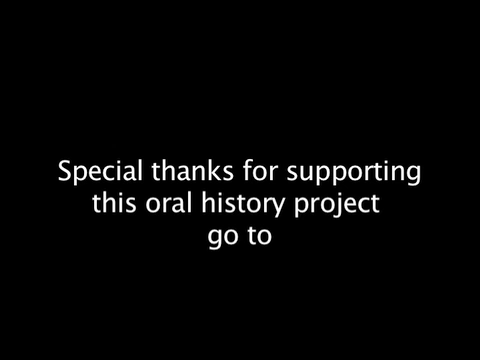 Special thanks for supporting
this oral history project
go to